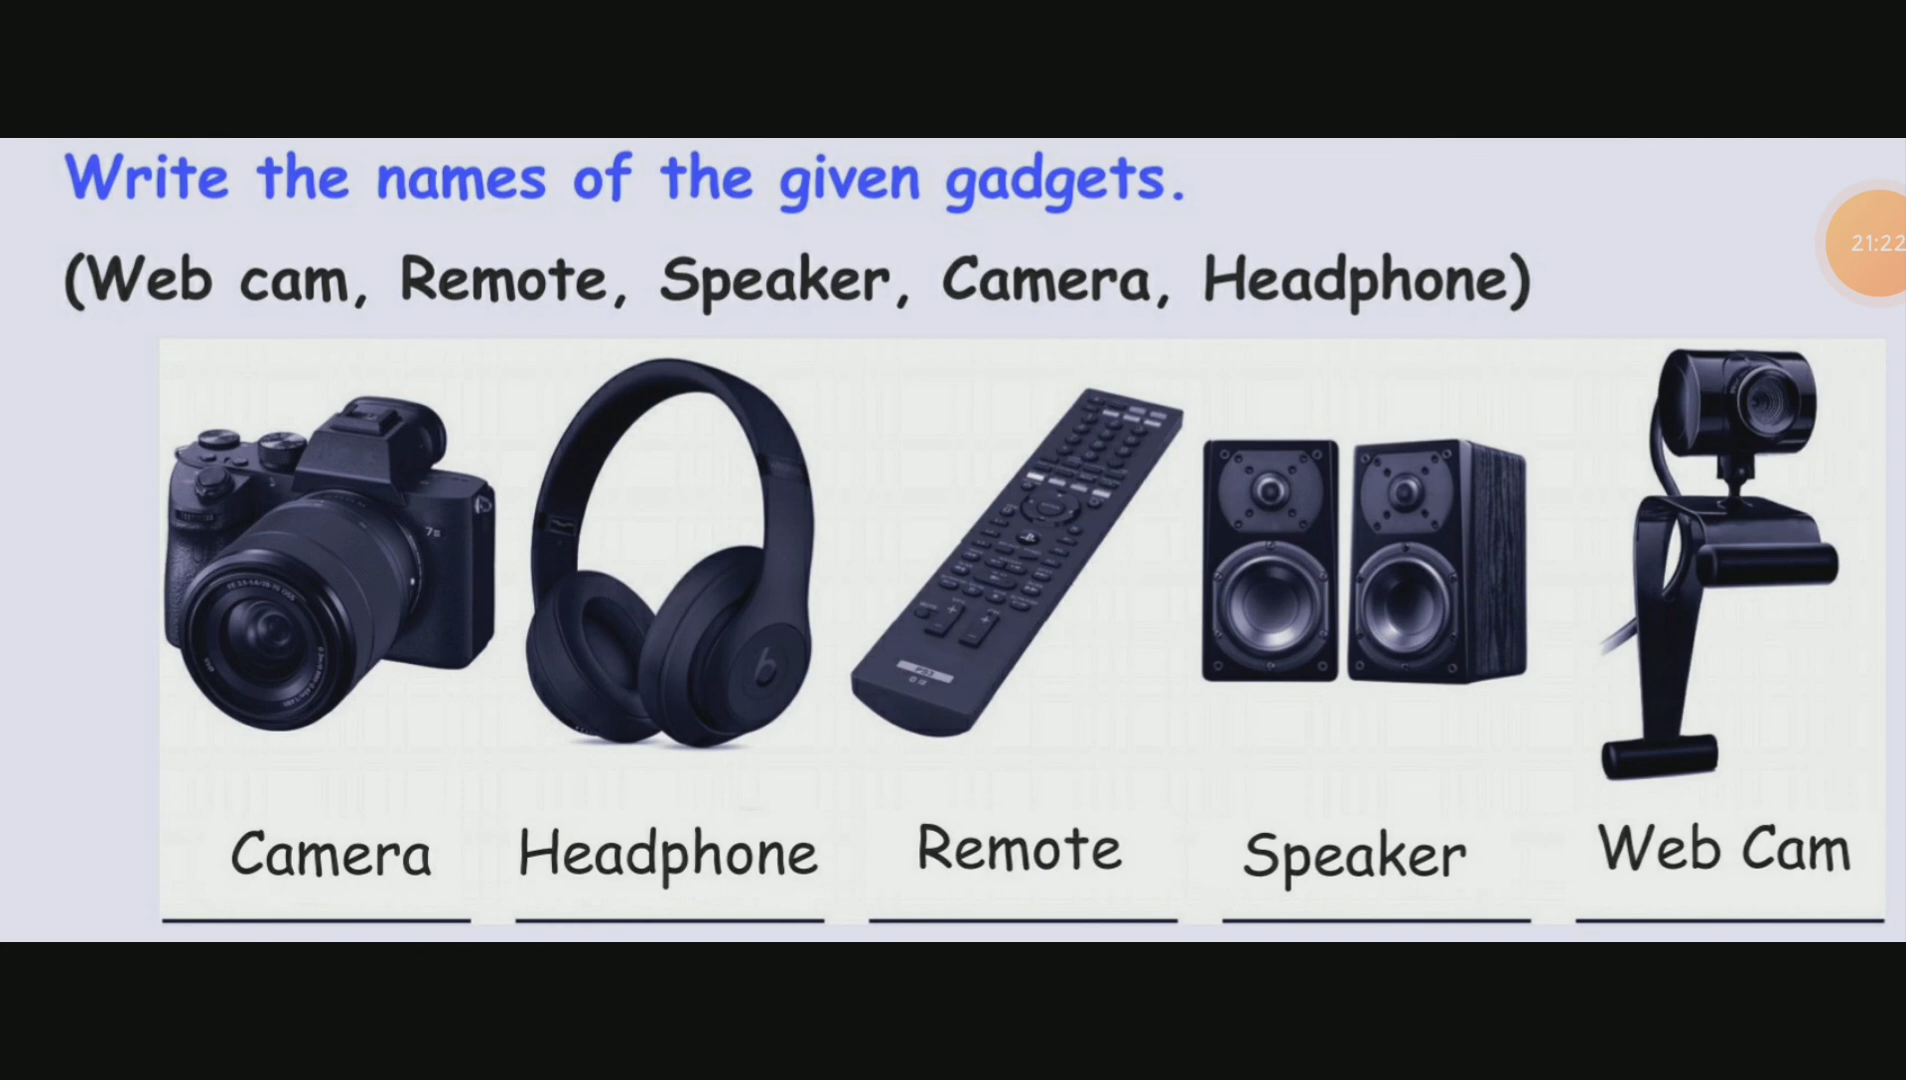 Write the names of the given gadgets.
(Web cam, Remote, Speaker, Camera, Headphone)
21:22
Camera Headphone Remote Speaker Web Cam